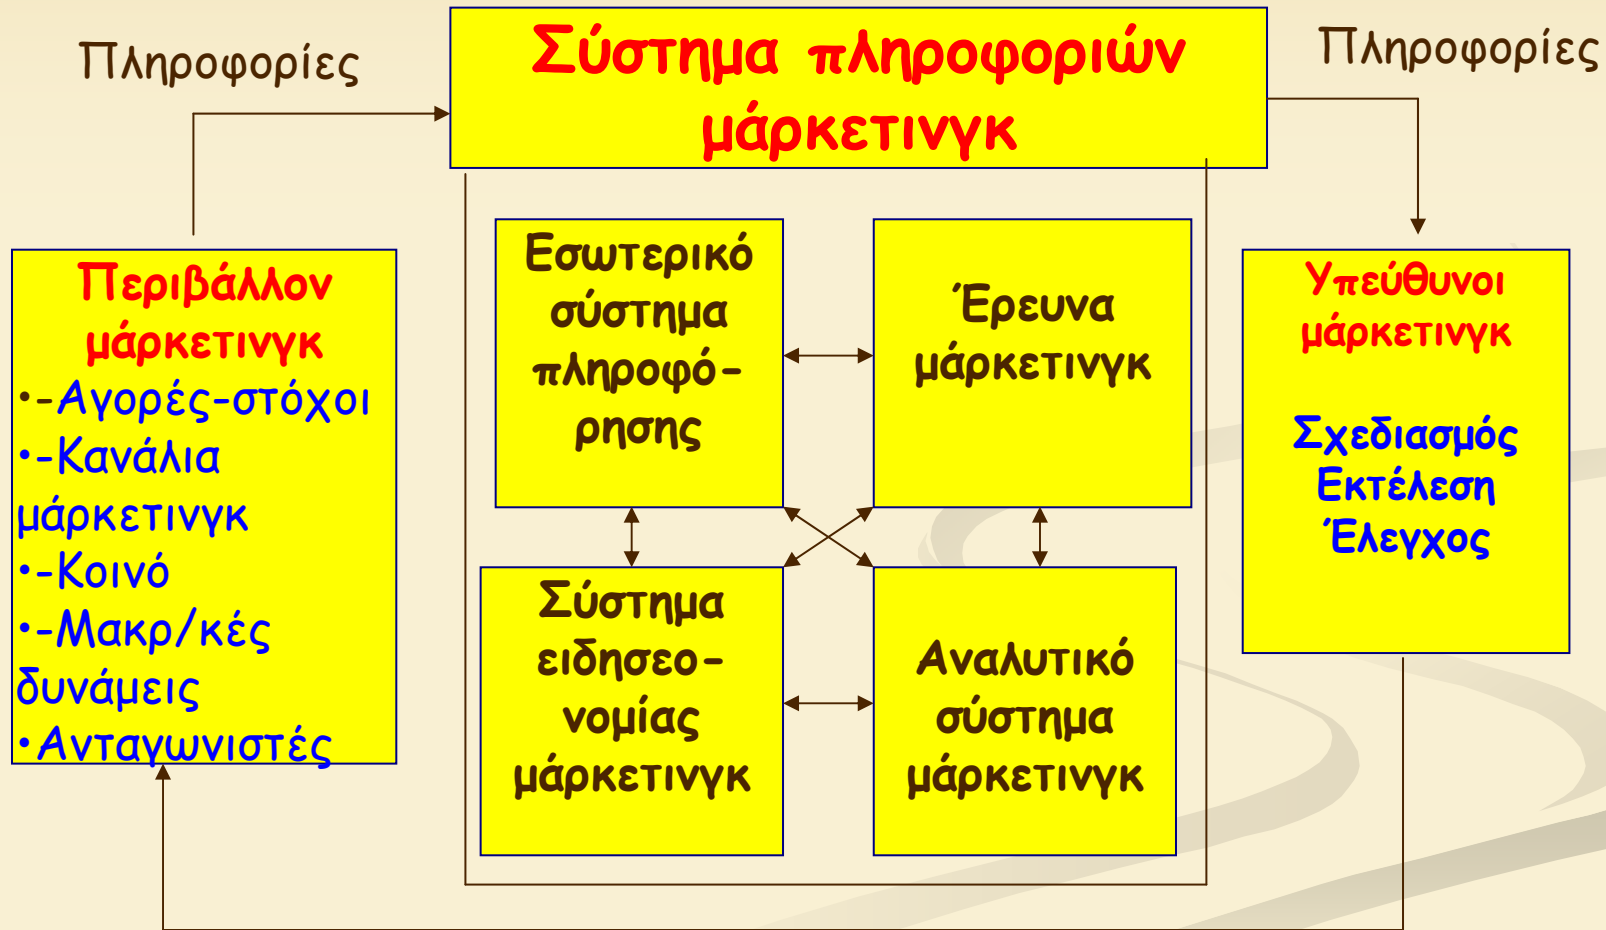 Πληροφορίες
Σύστημα πληροφοριών
μάρκετινγκ
Πληροφορίες
Περιβάλλον
μάρκετινγκ
•-Αγορές-στόχοι
•-Κανάλια
μάρκετινγκ
•-Κοινό
•-Μακρ/κές
δυνάμεις
•Ανταγωνιστές
Εσωτερικό
σύστημα
πληροφό-
ρησης
Έρευνα
μάρκετινγκ
Σύστημα
ειδησεο-
νομίας
μάρκετινγκ
Αναλυτικό
σύστημα
μάρκετινγκ
Υπεύθυνοι
μάρκετινγκ
Σχεδιασμός
Εκτέλεση
Έλεγχος